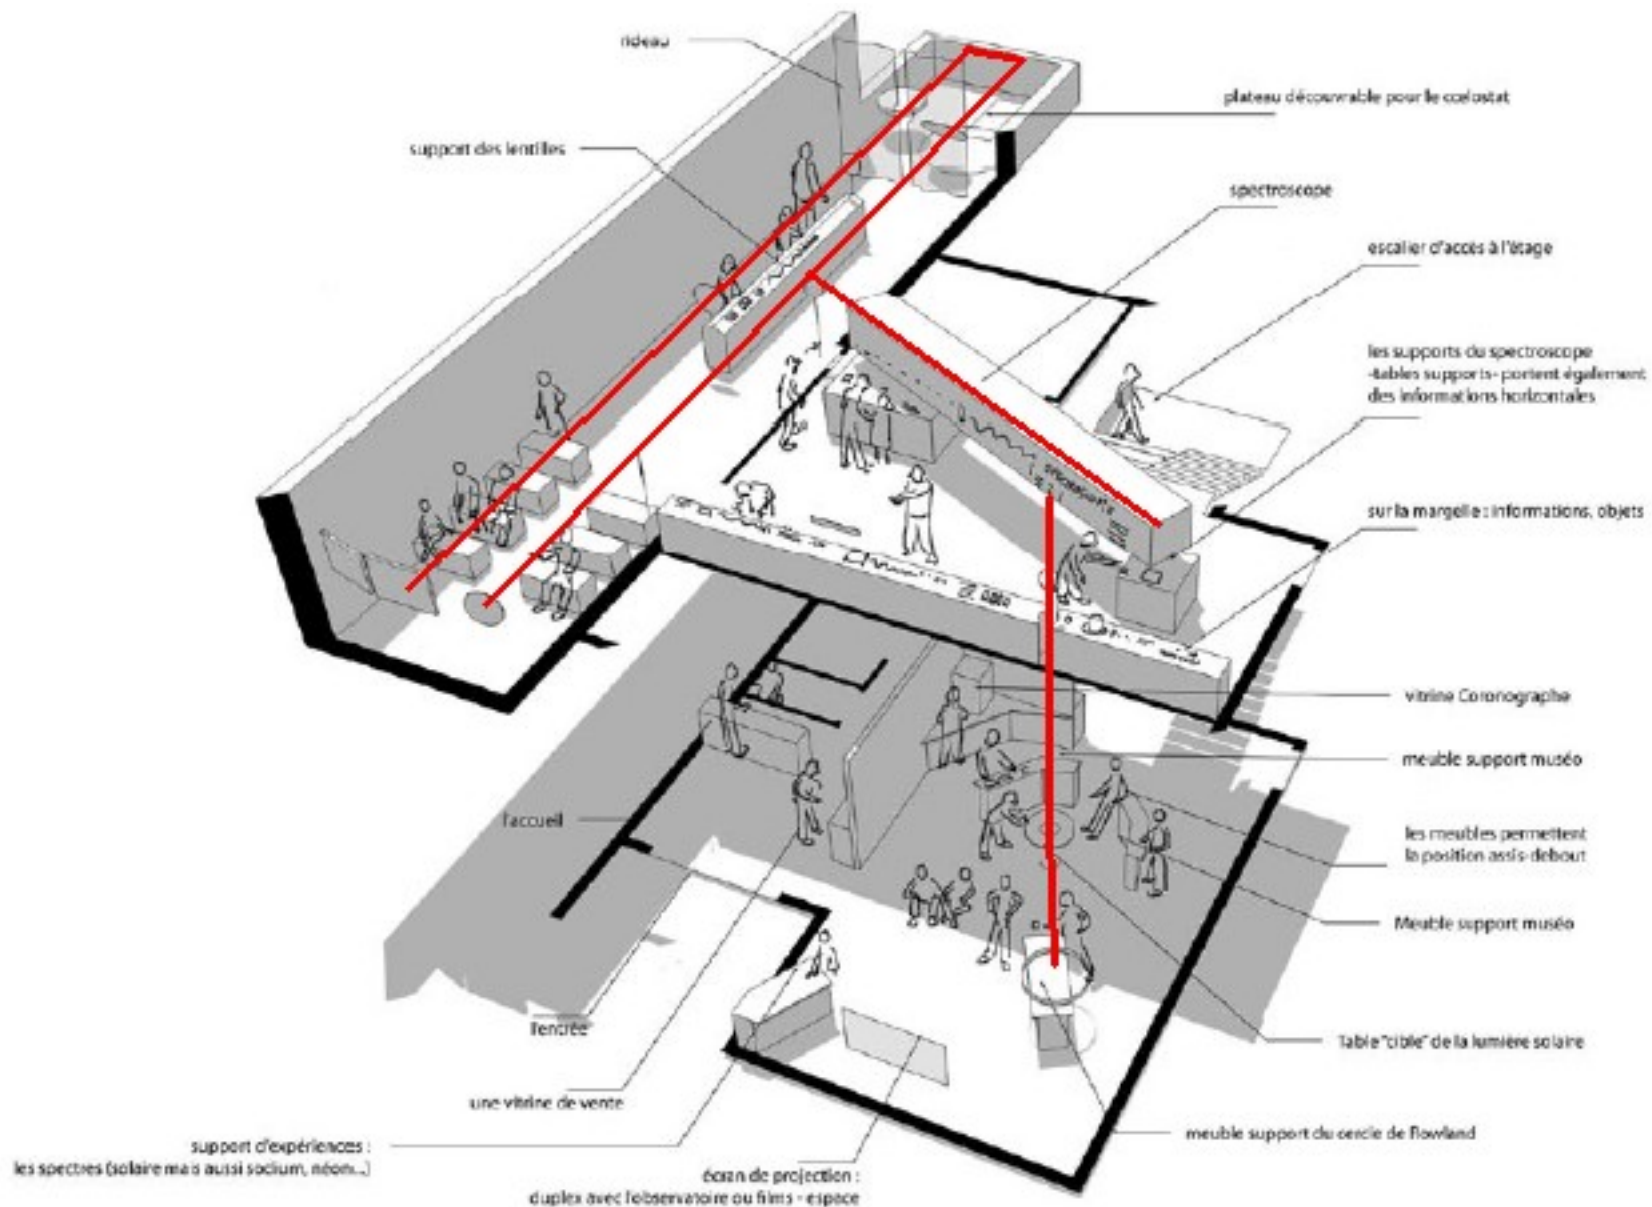 rideau
plateau découvrable pour le cœlostat
support des lentilles
spectroscope
escalier d'accès à l'étage
les supports du spectroscope
-tables supports- portent également
des informations horizontales
sur la margelle : informations, objets
vitrine Coronographe
meuble support muséo
l'accueil
les meubles permettent
la position assis-debout
Meuble support muséo
l'entrée
Table "cible" de la lumière solaire
une vitrine de vente
meuble support du cercle de Rowland
support d'expériences :
les spectres (solaire mais aussi sodium, néon...)
écran de projection :
duplex avec l'observatoire ou films - espace